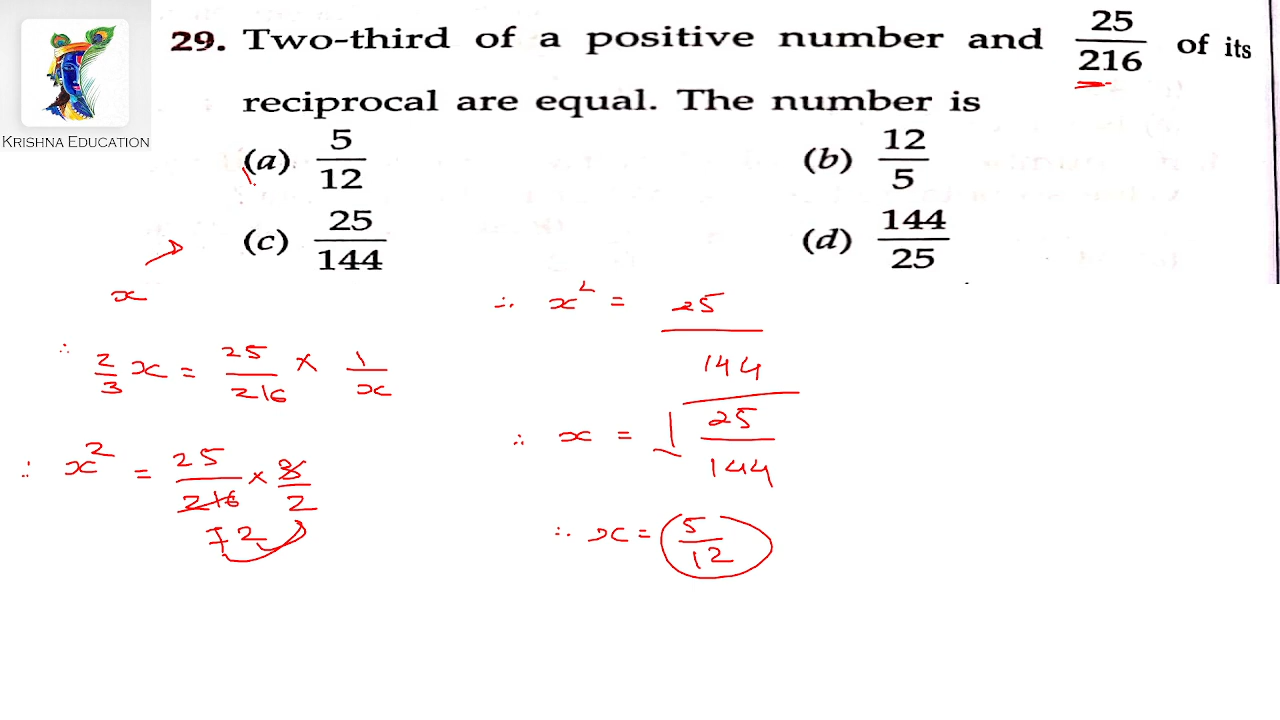 KRISHNA EDUCATION
29. Two-third of a positive number and 25/216 of its
reciprocal are equal. The number is
(a) 5/12 (b) 12/5
(c) 25/144 (d) 144/25
x
∴ 2/3 x = 25/216 × 1/x
∴ x² = 25/216 × 3/2
72
∴ x² = 25/144
∴ x = √25/144
∴ x = 5/12